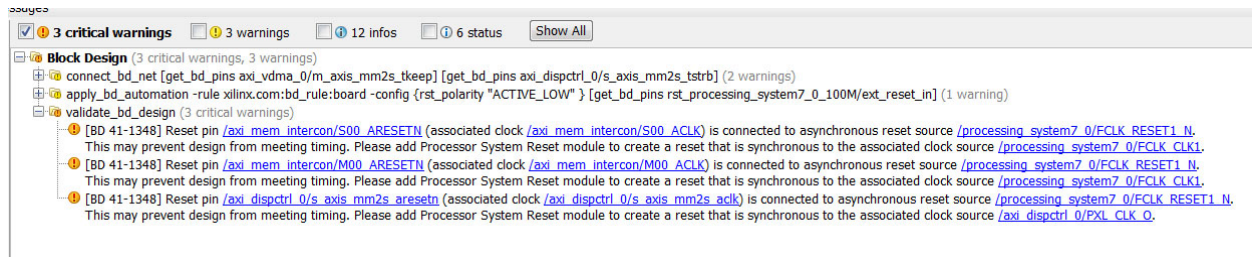 3 critical warnings 3 warnings 12 infos 6 status Show All
Block Design (3 critical warnings, 3 warnings)
connect_bd_net [get_bd_pins axi_vdma_0/m_axis_mm2s_tkeep] [get_bd_pins axi_dispctrl_0/s_axis_mm2s_tstrb] (2 warnings)
apply_bd_automation -rule xilinx.com:bd_rule:board -config {rst_polarity "ACTIVE_LOW" } [get_bd_pins rst_processing_system7_0_100M/ext_reset_in] (1 warning)
validate_bd_design (3 critical warnings)
[BD 41-1348] Reset pin /axi_mem_intercon/S00_ARESETN (associated clock /axi_mem_intercon/S00_ACLK) is connected to asynchronous reset source /processing_system7_0/FCLK_RESET1_N.
This may prevent design from meeting timing. Please add Processor System Reset module to create a reset that is synchronous to the associated clock source /processing_system7_0/FCLK_CLK1.
[BD 41-1348] Reset pin /axi_mem_intercon/M00_ARESETN (associated clock /axi_mem_intercon/M00_ACLK) is connected to asynchronous reset source /processing_system7_0/FCLK_RESET1_N.
This may prevent design from meeting timing. Please add Processor System Reset module to create a reset that is synchronous to the associated clock source /processing_system7_0/FCLK_CLK1.
[BD 41-1348] Reset pin /axi_dispctrl_0/s_axis_mm2s_aresetn (associated clock /axi_dispctrl_0/s_axis_mm2s_aclk) is connected to asynchronous reset source /processing_system7_0/FCLK_RESET1_N.
This may prevent design from meeting timing. Please add Processor System Reset module to create a reset that is synchronous to the associated clock source /axi_dispctrl_0/PXL_CLK_O.